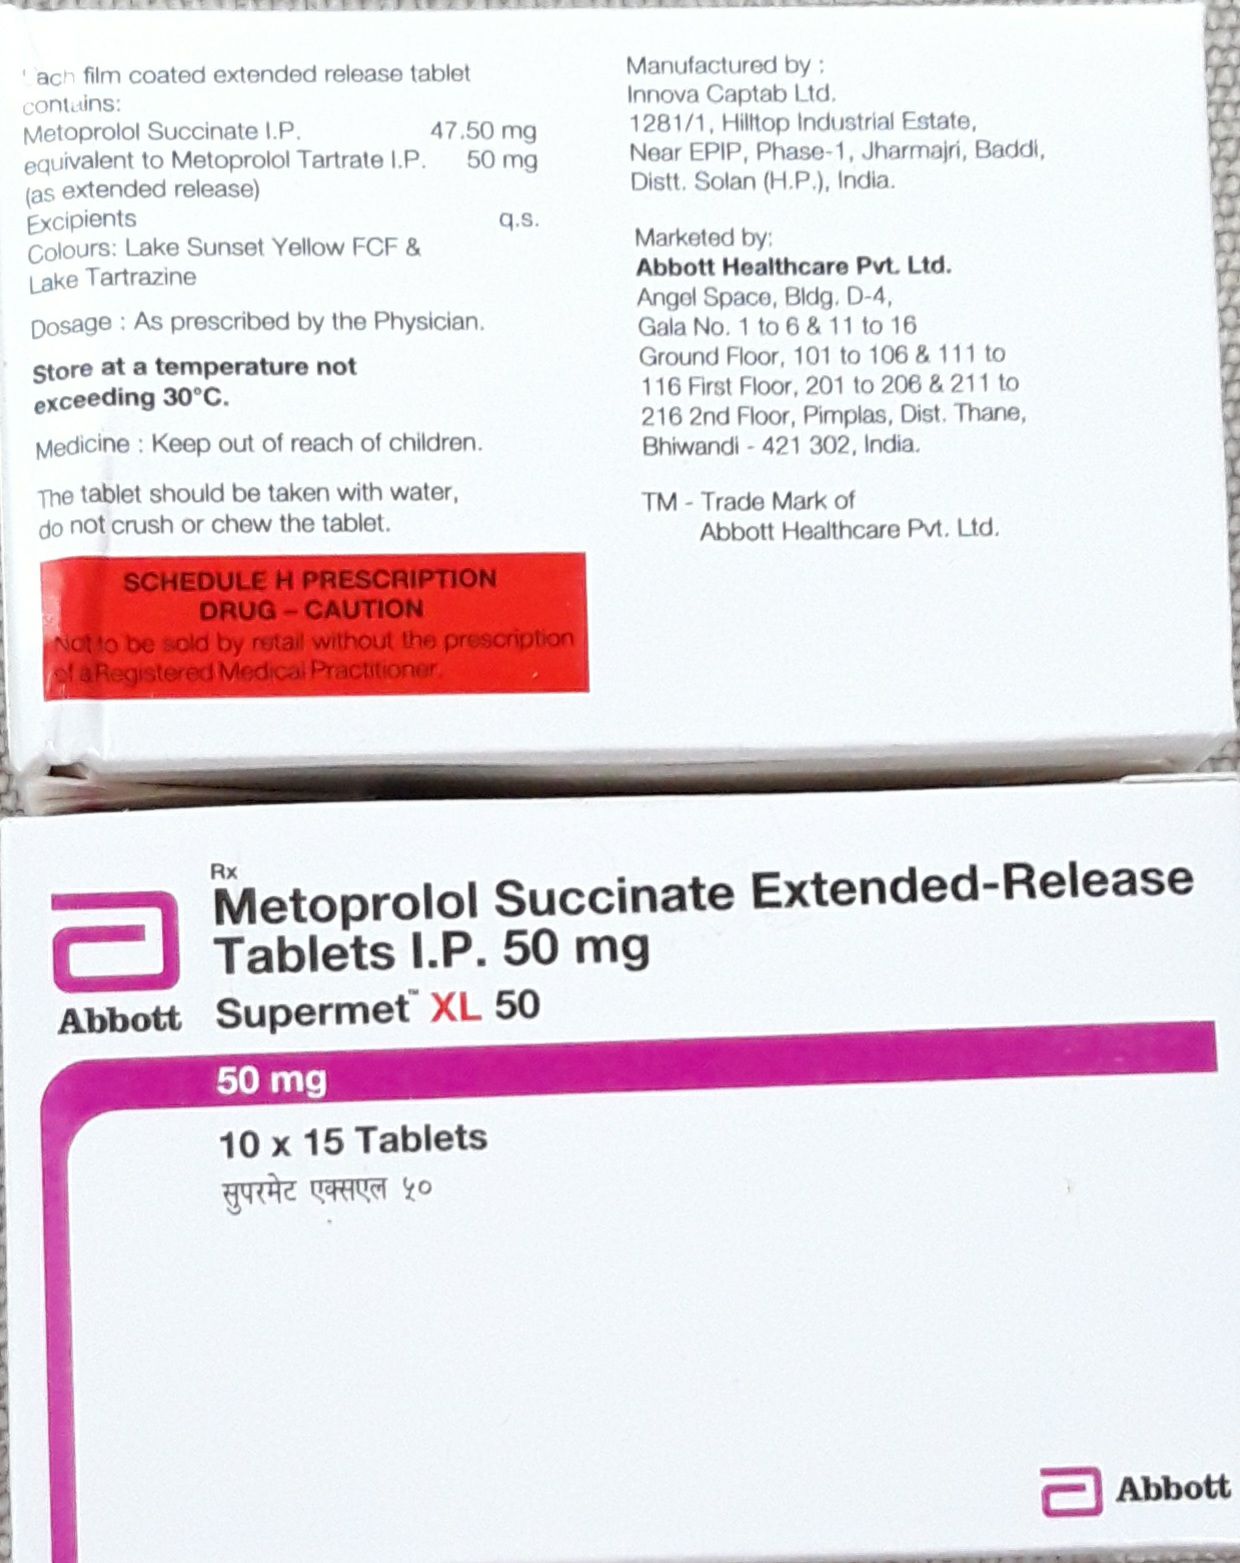 Each film coated extended release tablet
contains:
Metoprolol Succinate I.P. 47.50 mg
equivalent to Metoprolol Tartrate I.P. 50 mg
(as extended release)
Excipients q.s.
Colours: Lake Sunset Yellow FCF &
Lake Tartrazine
Dosage : As prescribed by the Physician.
Store at a temperature not
exceeding 30°C.
Medicine : Keep out of reach of children.
The tablet should be taken with water,
do not crush or chew the tablet.
SCHEDULE H PRESCRIPTION
DRUG – CAUTION
Not to be sold by retail without the prescription
of a Registered Medical Practitioner.
Manufactured by :
Innova Captab Ltd.
1281/1, Hilltop Industrial Estate,
Near EPIP, Phase-1, Jharmajri, Baddi,
Distt. Solan (H.P.), India.
Marketed by:
Abbott Healthcare Pvt. Ltd.
Angel Space, Bldg. D-4,
Gala No. 1 to 6 & 11 to 16
Ground Floor, 101 to 106 & 111 to
116 First Floor, 201 to 206 & 211 to
216 2nd Floor, Pimplas, Dist. Thane,
Bhiwandi - 421 302, India.
TM - Trade Mark of
Abbott Healthcare Pvt. Ltd.
Rx
Metoprolol Succinate Extended-Release
Tablets I.P. 50 mg
Abbott
Supermet™ XL 50
50 mg
10 x 15 Tablets
सुपरमेट एक्सएल ५०
Abbott